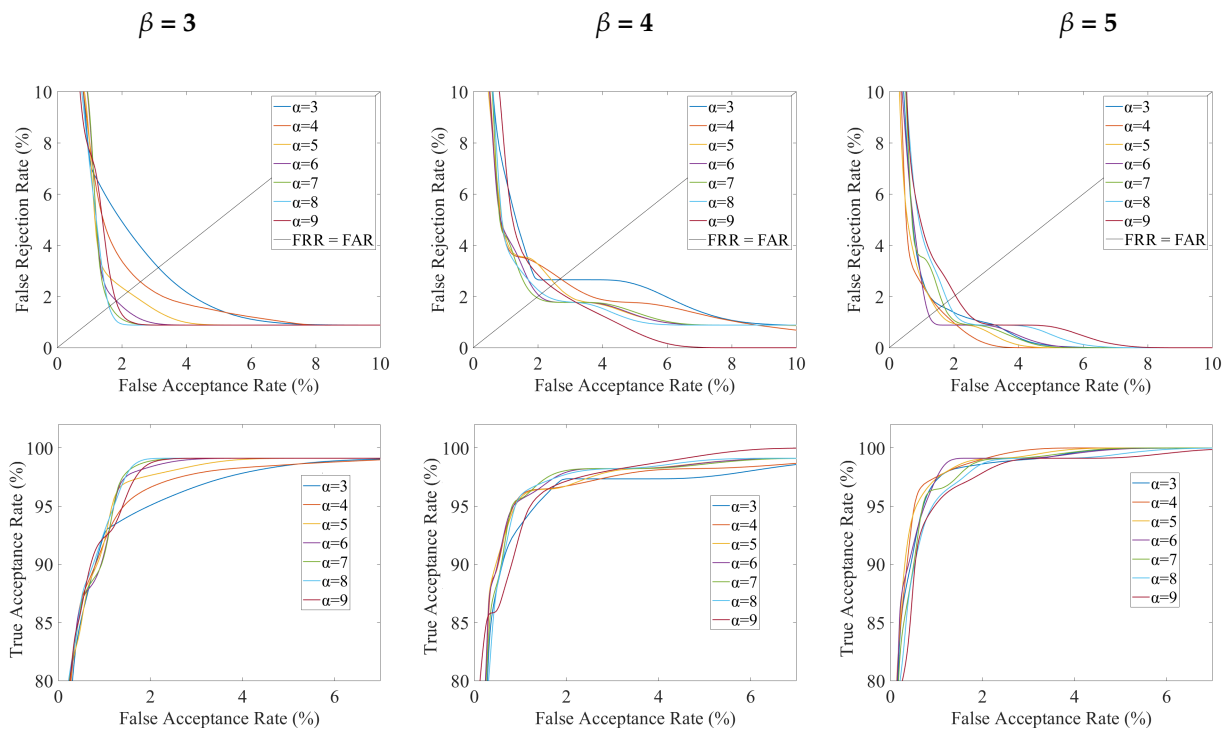 β = 3
β = 4
β = 5
10
8
6
4
2
0
False Rejection Rate (%)
α=3
α=4
α=5
α=6
α=7
α=8
α=9
FRR = FAR
0 2 4 6 8 10
False Acceptance Rate (%)
10
8
6
4
2
0
False Rejection Rate (%)
α=3
α=4
α=5
α=6
α=7
α=8
α=9
FRR = FAR
0 2 4 6 8 10
False Acceptance Rate (%)
10
8
6
4
2
0
False Rejection Rate (%)
α=3
α=4
α=5
α=6
α=7
α=8
α=9
FRR = FAR
0 2 4 6 8 10
False Acceptance Rate (%)
100
95
90
85
80
True Acceptance Rate (%)
α=3
α=4
α=5
α=6
α=7
α=8
α=9
0 2 4 6
False Acceptance Rate (%)
100
95
90
85
80
True Acceptance Rate (%)
α=3
α=4
α=5
α=6
α=7
α=8
α=9
0 2 4 6
False Acceptance Rate (%)
100
95
90
85
80
True Acceptance Rate (%)
α=3
α=4
α=5
α=6
α=7
α=8
α=9
0 2 4 6
False Acceptance Rate (%)